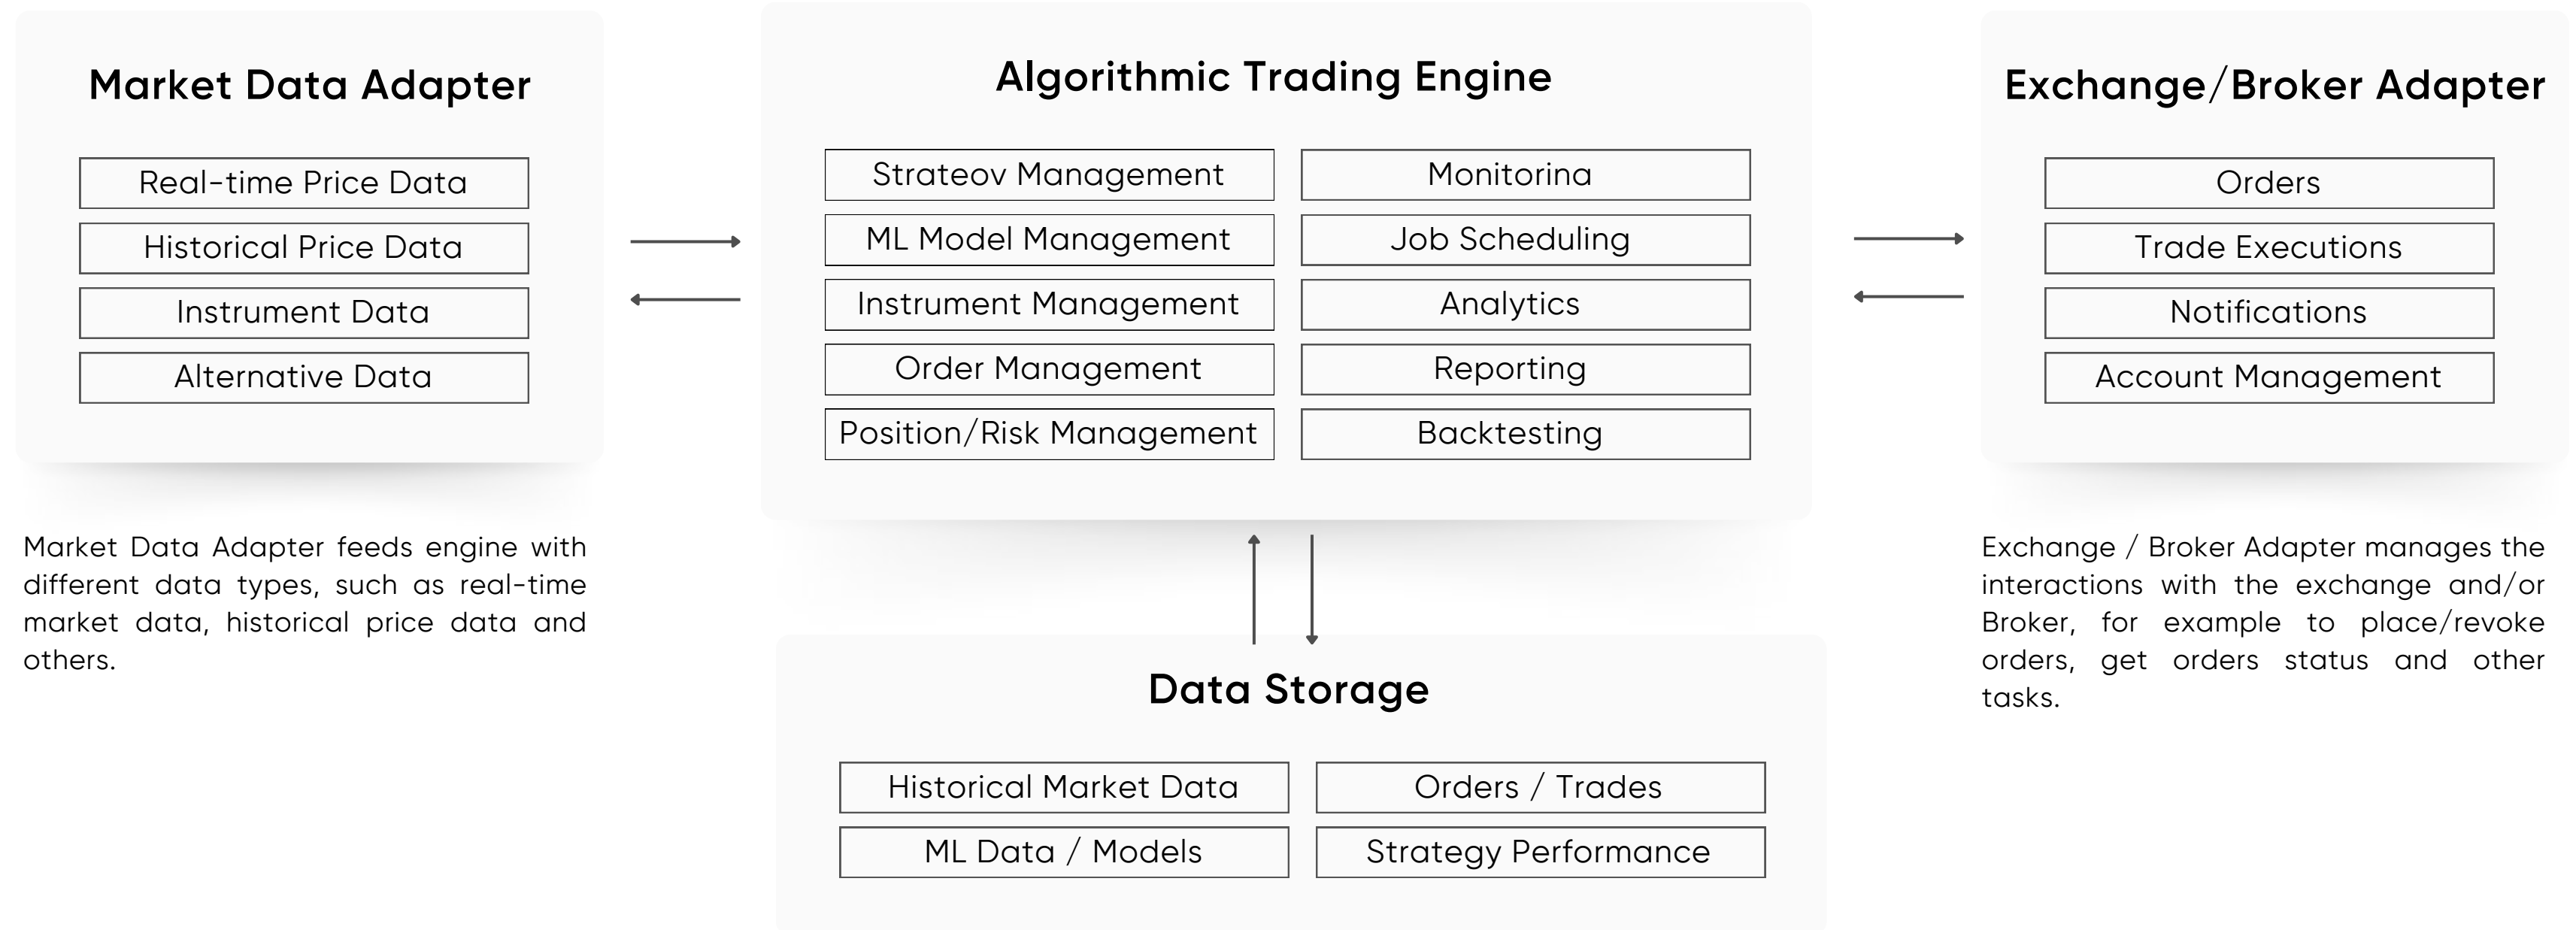 Market Data Adapter
Real-time Price Data
Historical Price Data
Instrument Data
Alternative Data
Market Data Adapter feeds engine with
different data types, such as real-time
market data, historical price data and
others.
Algorithmic Trading Engine
Strateov Management
ML Model Management
Instrument Management
Order Management
Position/Risk Management
Monitorina
Job Scheduling
Analytics
Reporting
Backtesting
Data Storage
Historical Market Data
ML Data / Models
Orders / Trades
Strategy Performance
Exchange/Broker Adapter
Orders
Trade Executions
Notifications
Account Management
Exchange / Broker Adapter manages the
interactions with the exchange and/or
Broker, for example to place/revoke
orders, get orders status and other
tasks.